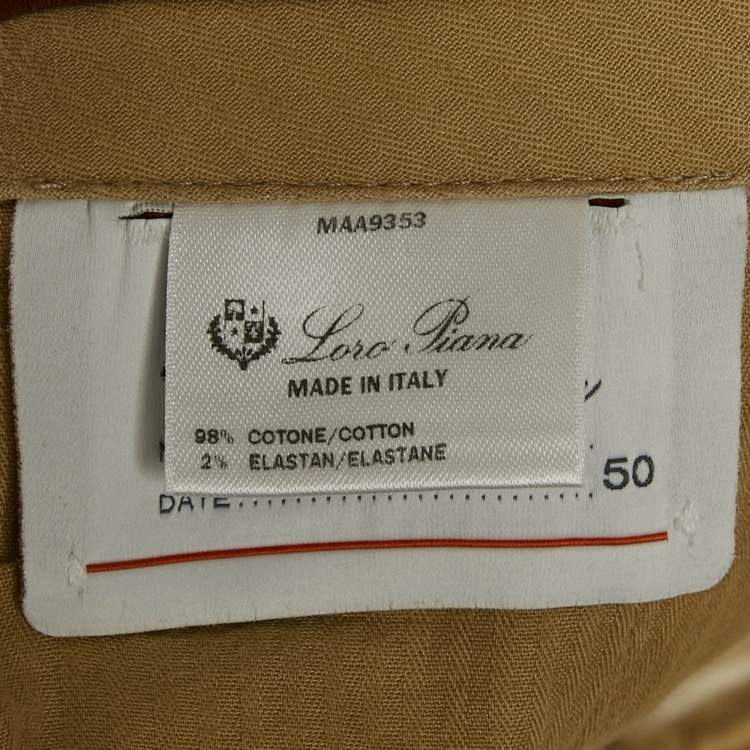 MAA9353
Loro Piana
MADE IN ITALY
98% COTONE/COTTON
2% ELASTAN/ELASTANE
50
DATE